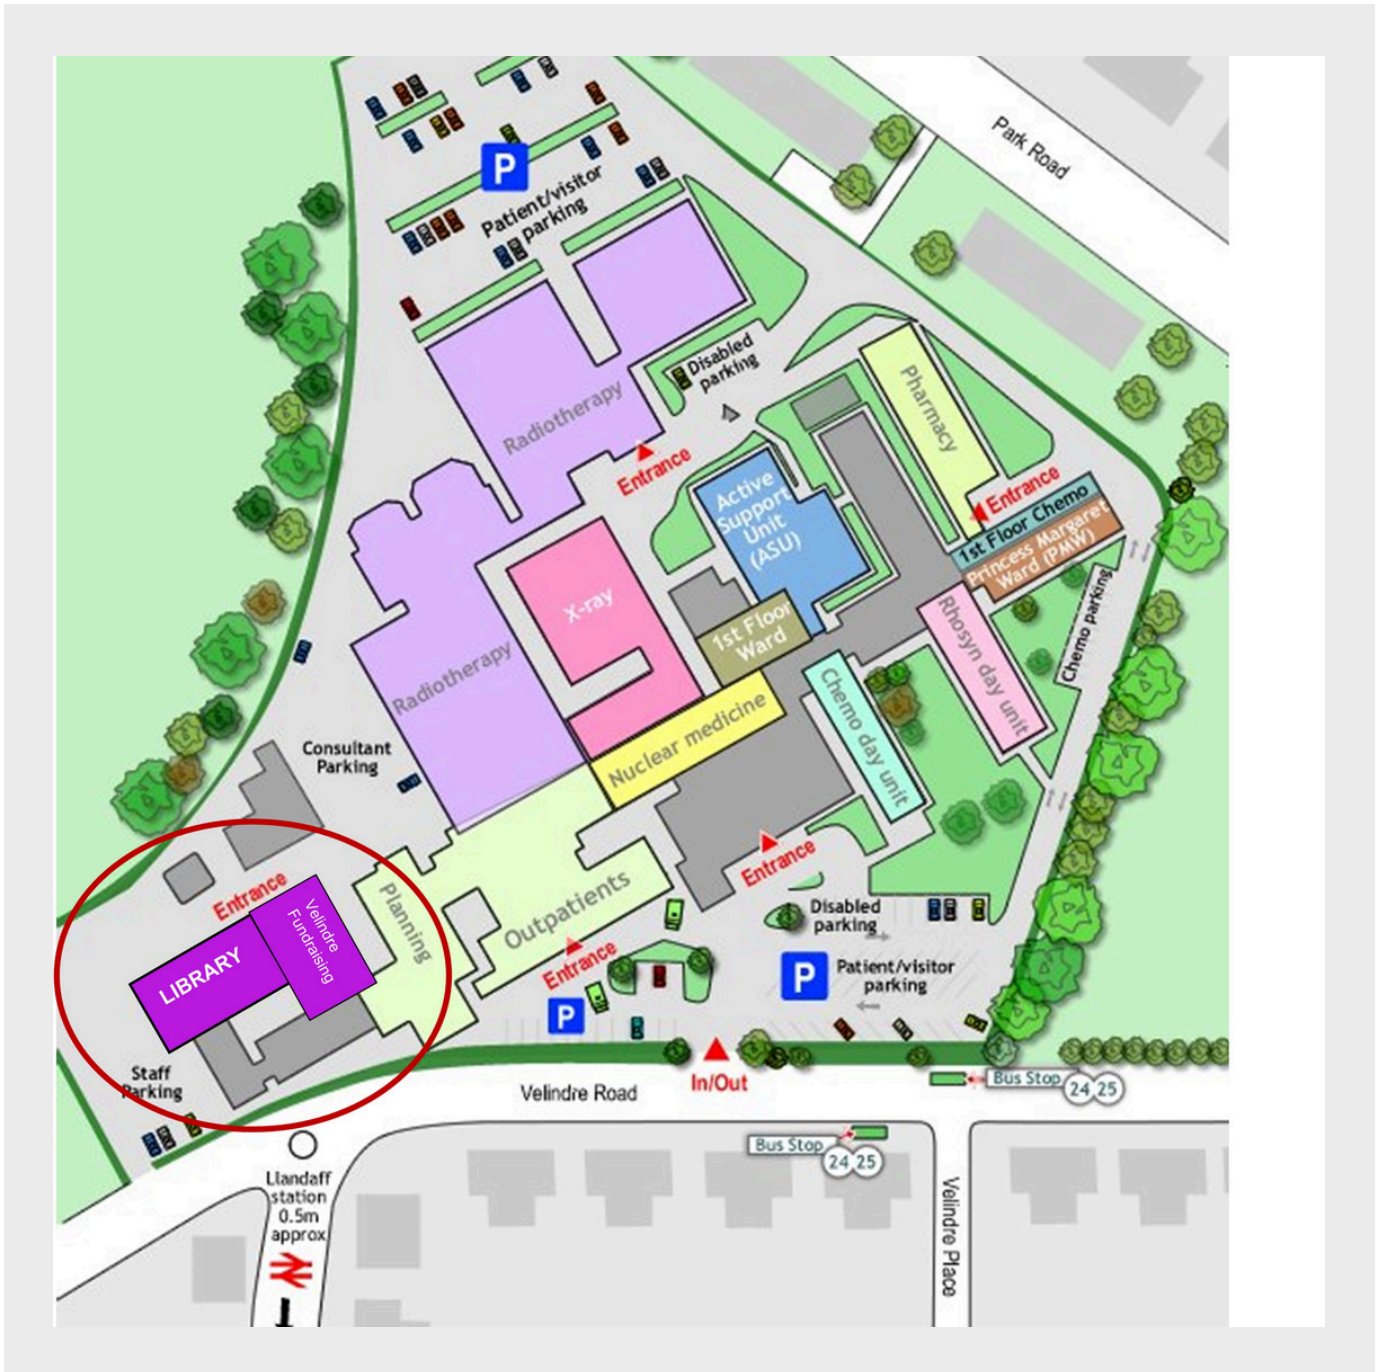 Park Road
P
Patient/visitor
parking
Disabled
parking
Radiotherapy
Entrance
Pharmacy
Active
Support
Unit
(ASU)
Entrance
1st Floor Chemo
Princess Margaret
Ward (PMW)
X-ray
1st Floor
Ward
Rhosyn day unit
Chemo parking
Radiotherapy
Nuclear medicine
Chemo day unit
Consultant
Parking
Entrance
Entrance
Planning
Outpatients
Velindre
Fundraising
LIBRARY
Disabled
parking
Entrance
P
Patient/visitor
parking
P
Staff
Parking
In/Out
Velindre Road
Bus Stop
24 25
Bus Stop
24 25
Llandaff
station
0.5m
approx
Velindre Place